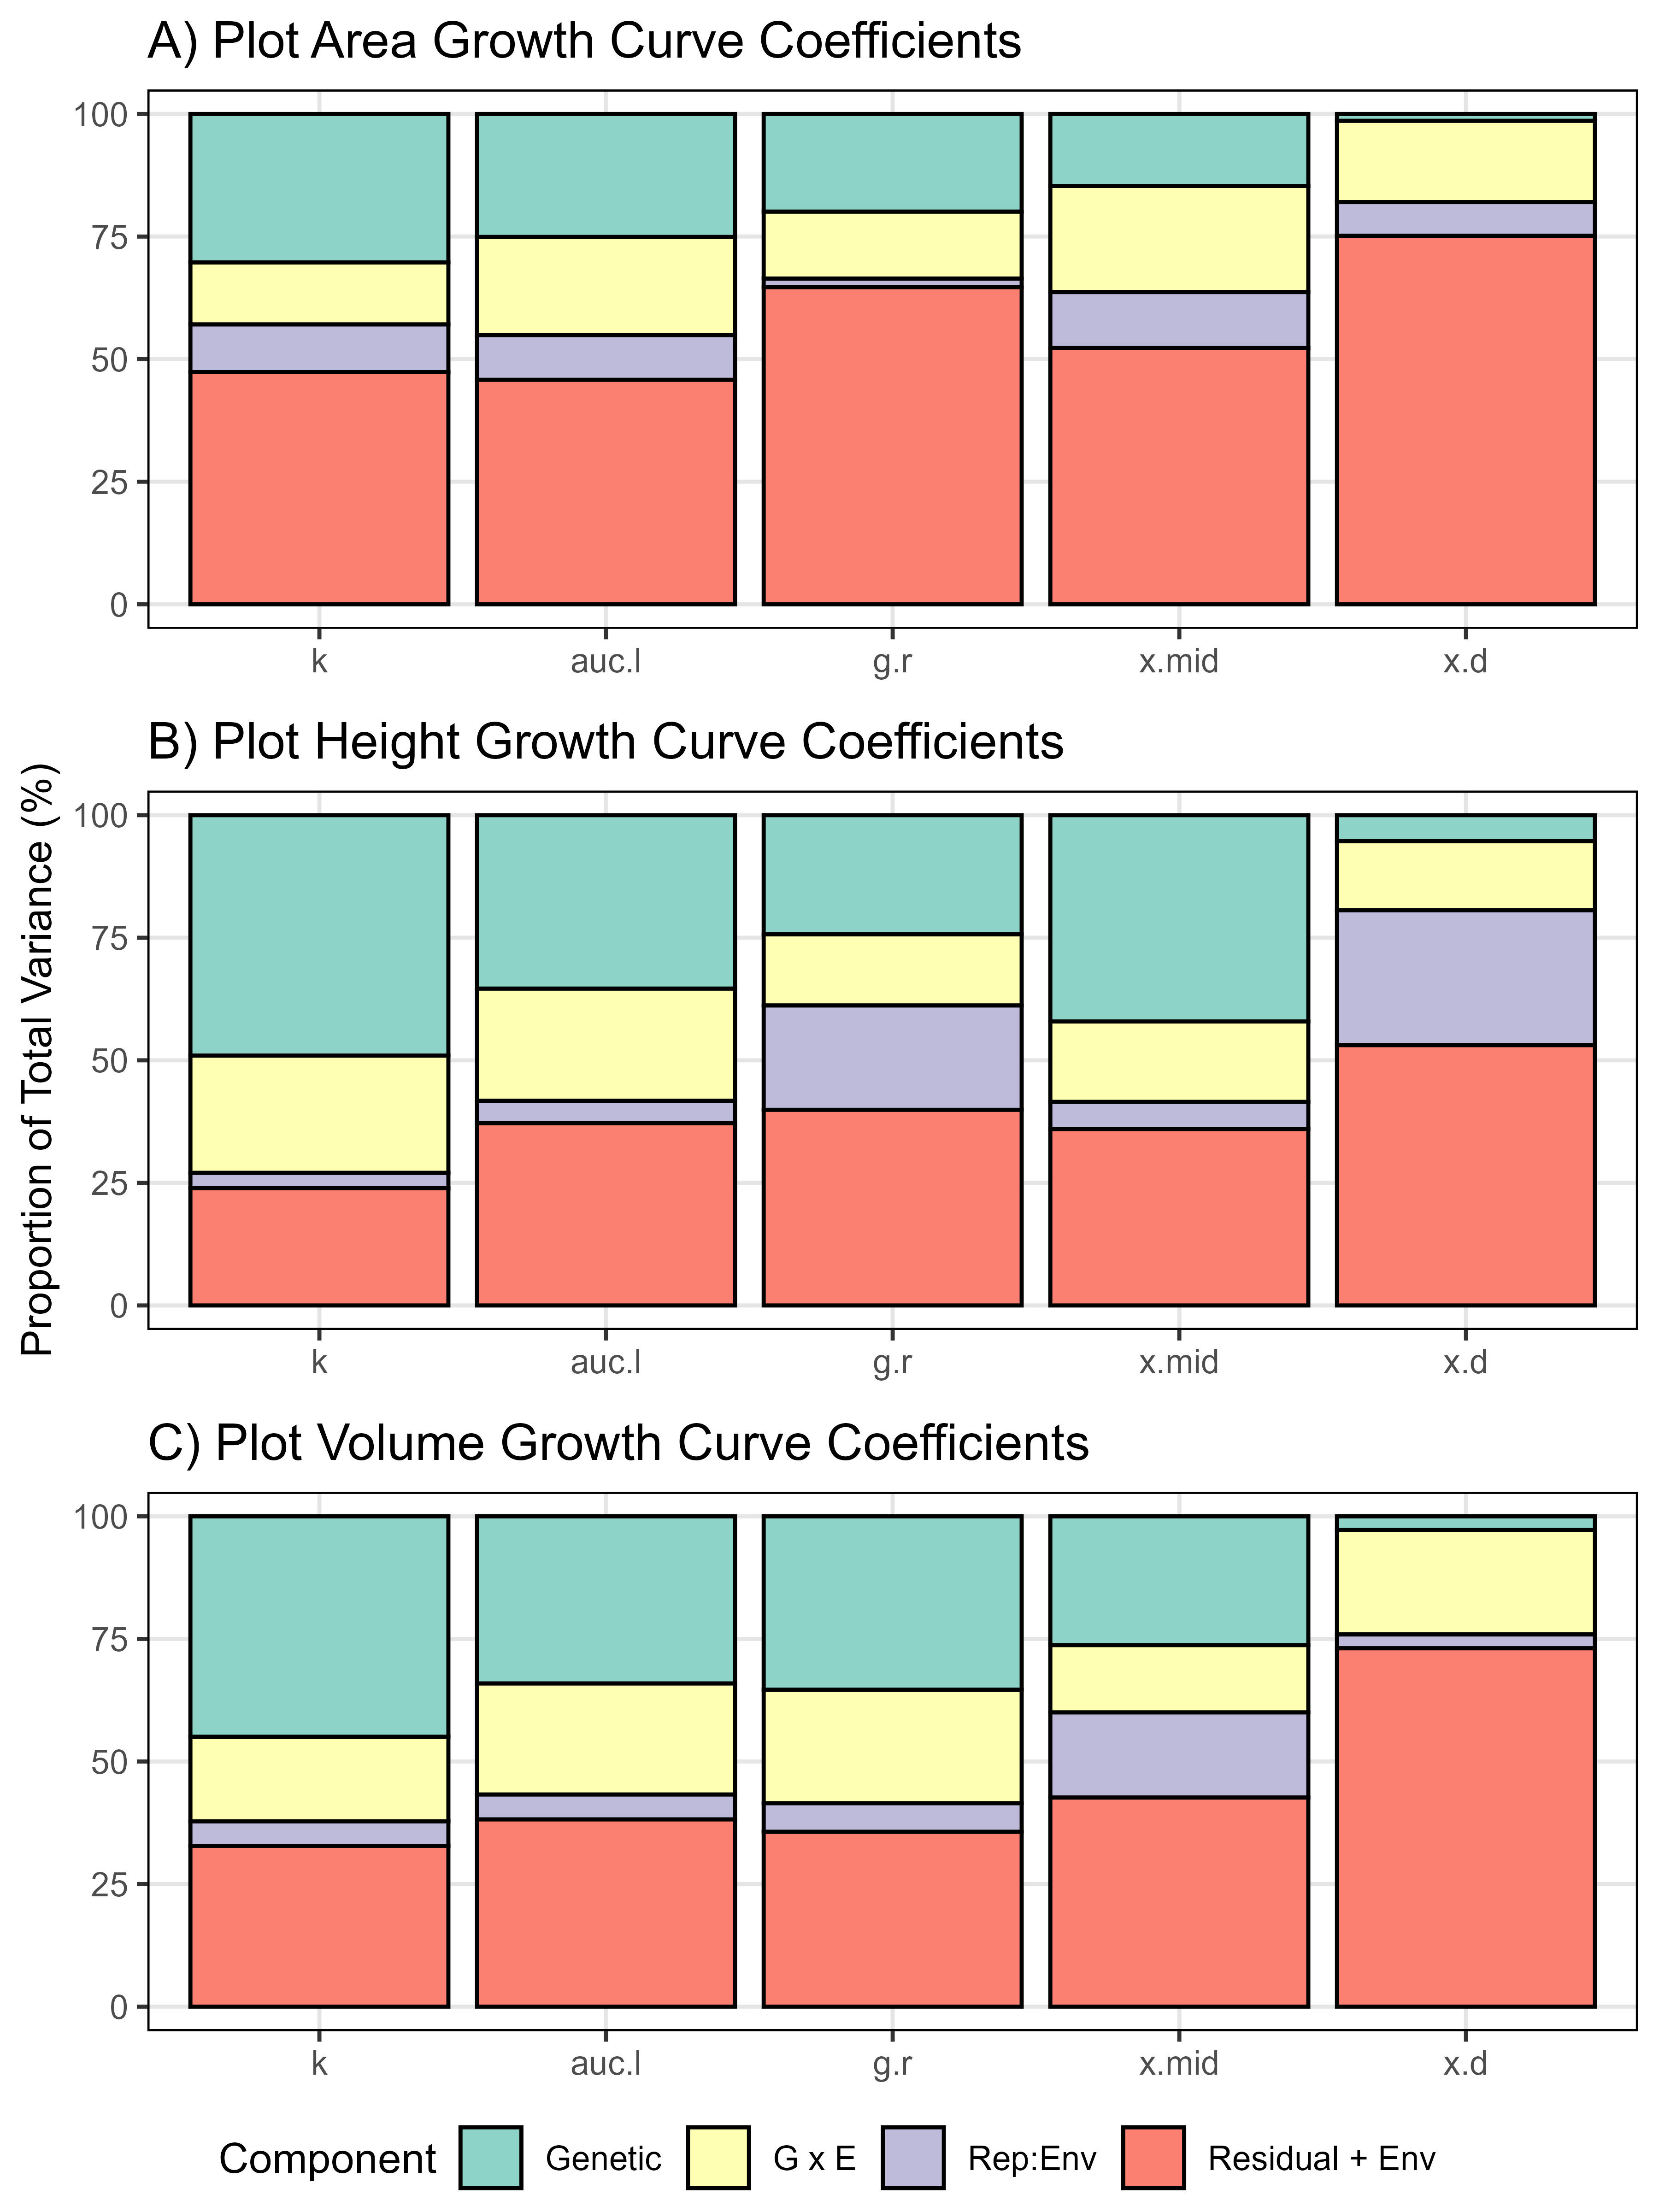 A) Plot Area Growth Curve Coefficients
100
75
50
25
0
k auc.l g.r x.mid x.d
B) Plot Height Growth Curve Coefficients
Proportion of Total Variance (%)
100
75
50
25
0
k auc.l g.r x.mid x.d
C) Plot Volume Growth Curve Coefficients
100
75
50
25
0
k auc.l g.r x.mid x.d
Component Genetic G x E Rep:Env Residual + Env